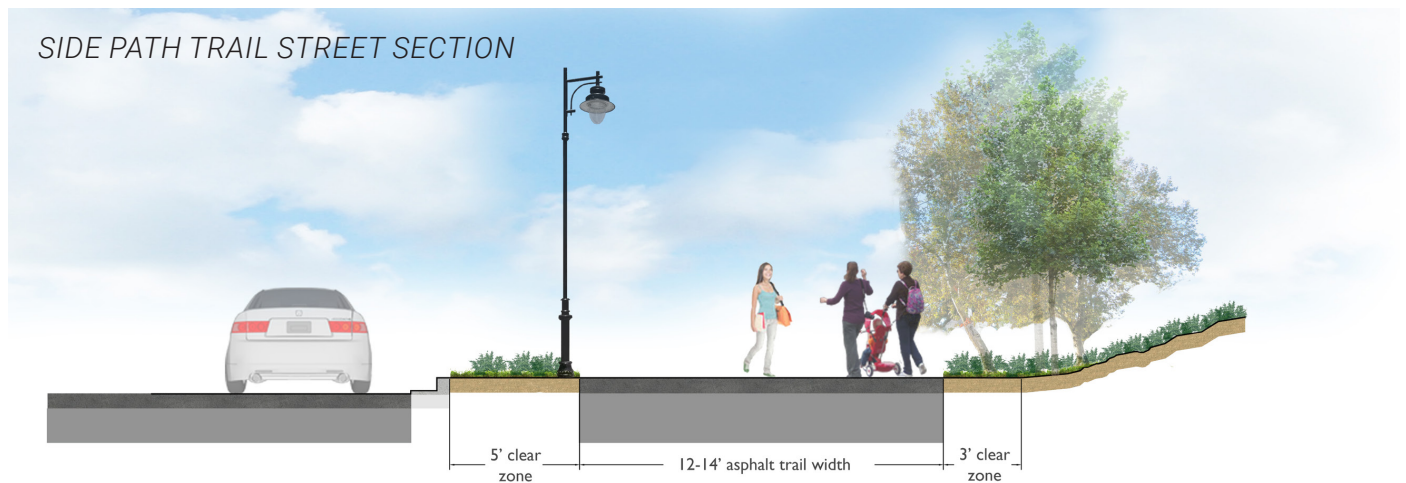 SIDE PATH TRAIL STREET SECTION
5’ clear
zone
12-14’ asphalt trail width
3’ clear
zone